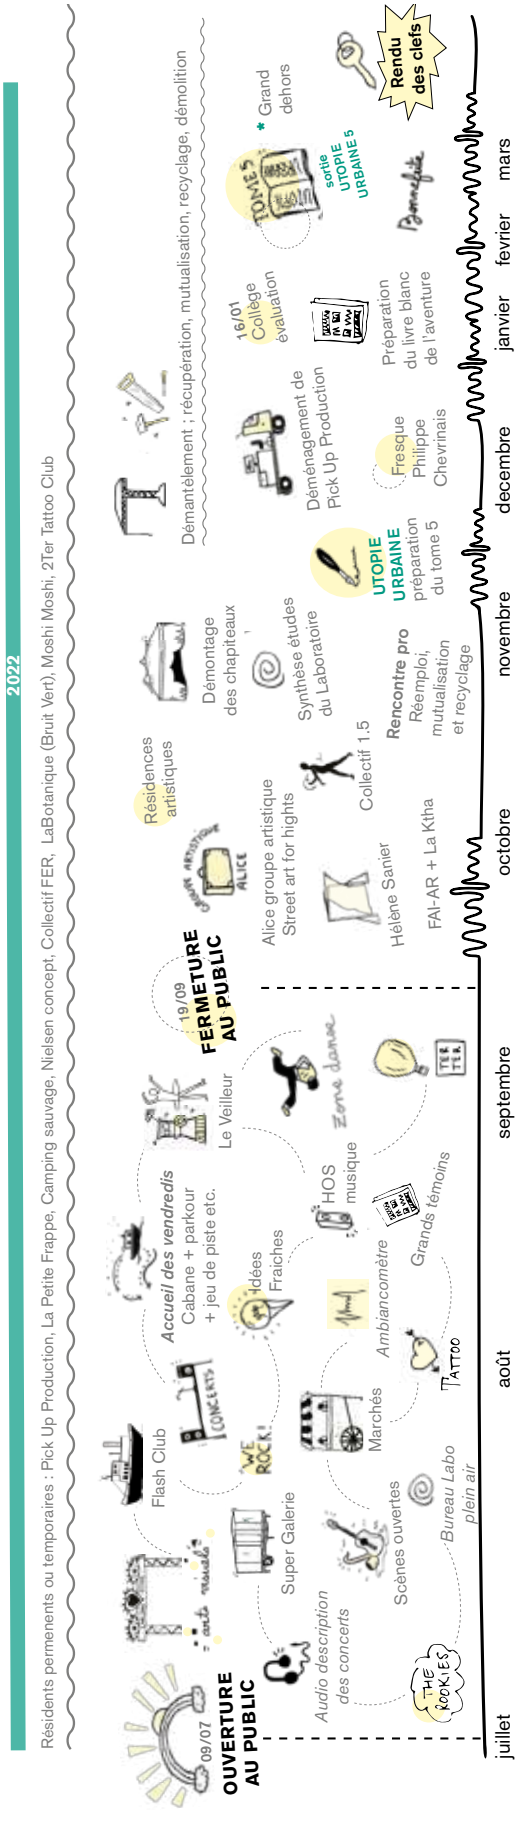 2022
Résidents permenents ou temporaires : Pick Up Production, La Petite Frappe, Camping sauvage, Nielsen concept, Collectif FER, LaBotanique (Bruit Vert), Moshi Moshi, 2Ter Tattoo Club
09/07
OUVERTURE
AU PUBLIC
arts visuels
Audio description
des concerts
THE
ROOKIES
Flash Club
Super Galerie
WE
ROCK!
CONCERTS
Scènes ouvertes
Bureau Labo
plein air
Marchés
TATTOO
Accueil des vendredis
Cabane + parkour
+ jeu de piste etc.
Idées
Fraiches
Ambiancomètre
HOS
musique
Grands témoins
Le Veilleur
Zone danse
TER
TER
19/09
FERMETURE
AU PUBLIC
Résidences
artistiques
GROUPE ARTISTIQUE
ALICE
Alice groupe artistique
Street art for hights
Hélène Sanier
FAI-AR + La Ktha
Collectif 1.5
Démontage
des chapiteaux
Synthèse études
du Laboratoire
Rencontre pro
Réemploi,
mutualisation
et recyclage
UTOPIE
URBAINE
préparation
du tome 5
Démantèlement ; récupération, mutualisation, recyclage, démolition
Déménagement de
Pick Up Production
Fresque
Philippe
Chevrinais
16/01
Collège
évaluation
Préparation
du livre blanc
de l'aventure
TOME 5
sortie
UTOPIE
URBAINE 5
Bonnefrite
* Grand
dehors
Rendu
des clefs
juillet
août
septembre
octobre
novembre
decembre
janvier
fevrier
mars